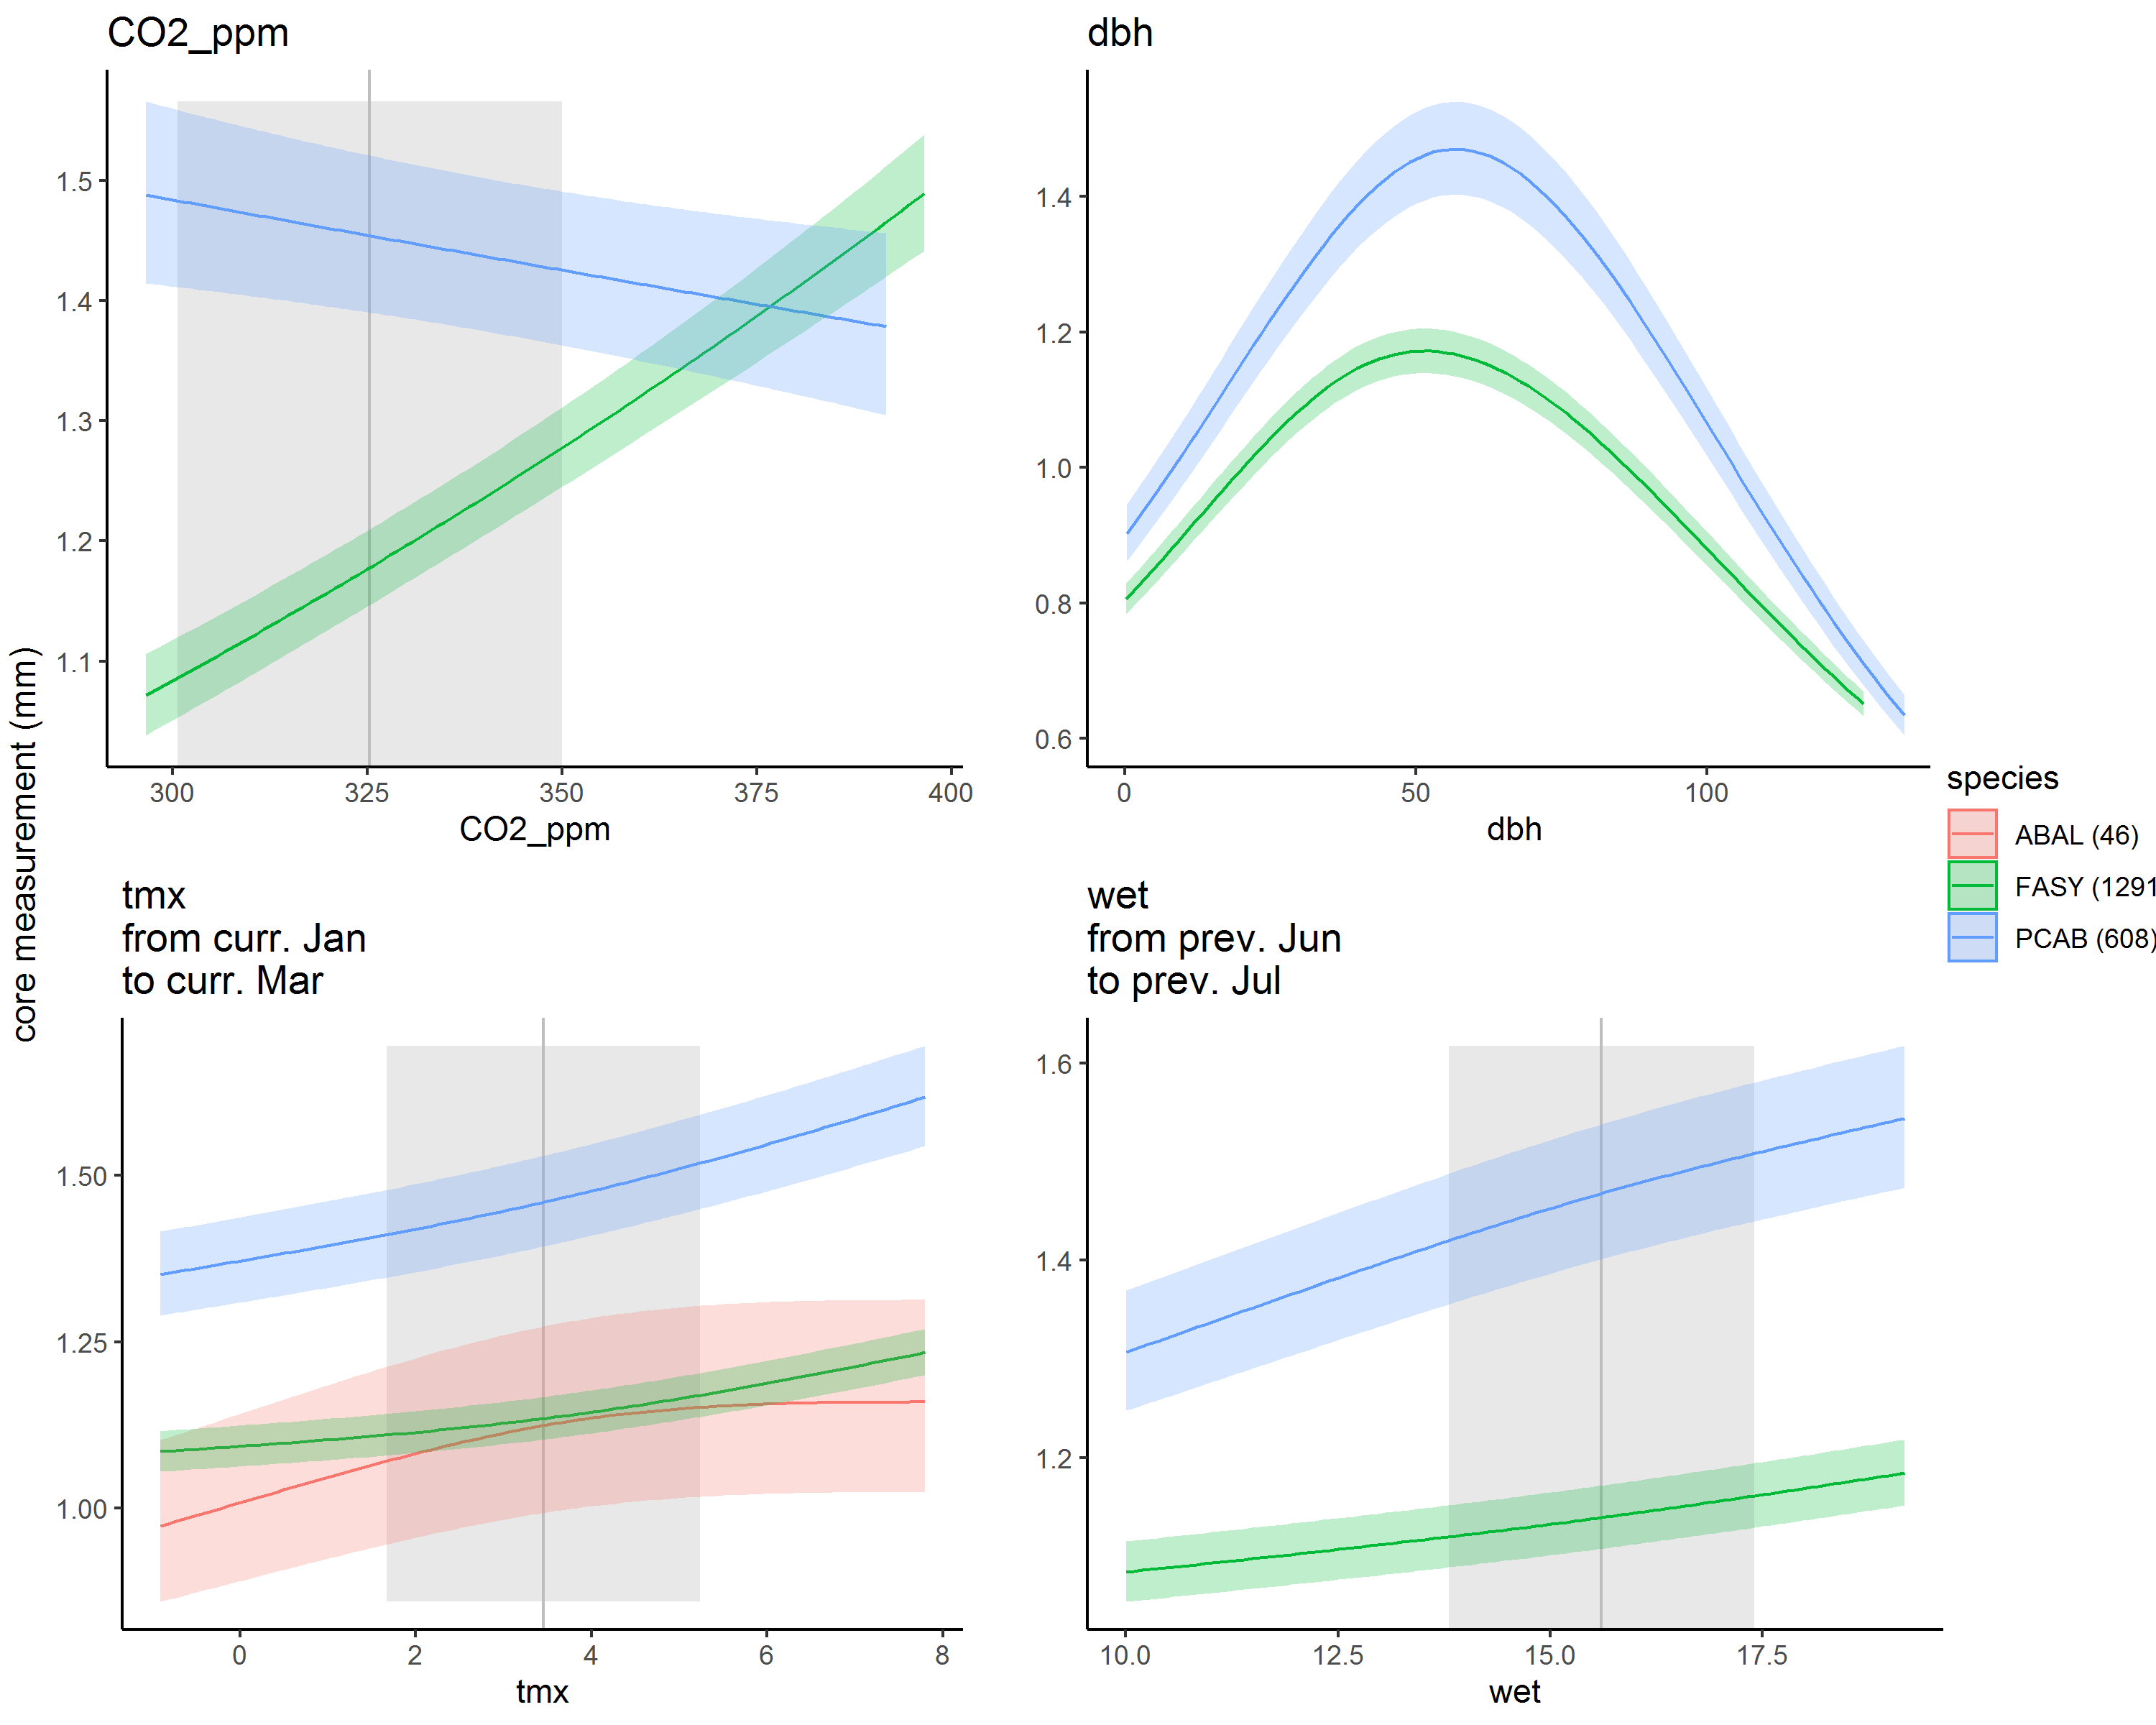 CO2_ppm
1.5
1.4
1.3
1.2
1.1
300 325 350 375 400
CO2_ppm
dbh
1.4
1.2
1.0
0.8
0.6
0 50 100
dbh
core measurement (mm)
tmx
from curr. Jan
to curr. Mar
1.50
1.25
1.00
0 2 4 6 8
tmx
wet
from prev. Jun
to prev. Jul
1.6
1.4
1.2
10.0 12.5 15.0 17.5
wet
species
ABAL (46)
FASY (1291
PCAB (608)